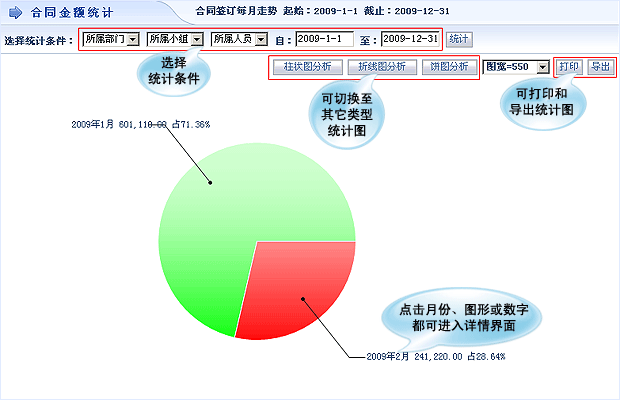 合同金额统计
合同签订每月走势 起始：2009-1-1 截止：2009-12-31
选择统计条件： 所属部门 所属小组 所属人员 自：2009-1-1 至：2009-12-31 统计
选择
统计条件
柱状图分析 折线图分析 饼图分析 图宽=550 打印 导出
可切换至
其它类型
统计图
可打印和
导出统计图
2009年1月 601,110.00 占71.36%
点击月份、图形或数字
都可进入详情界面
2009年2月 241,220.00 占28.64%